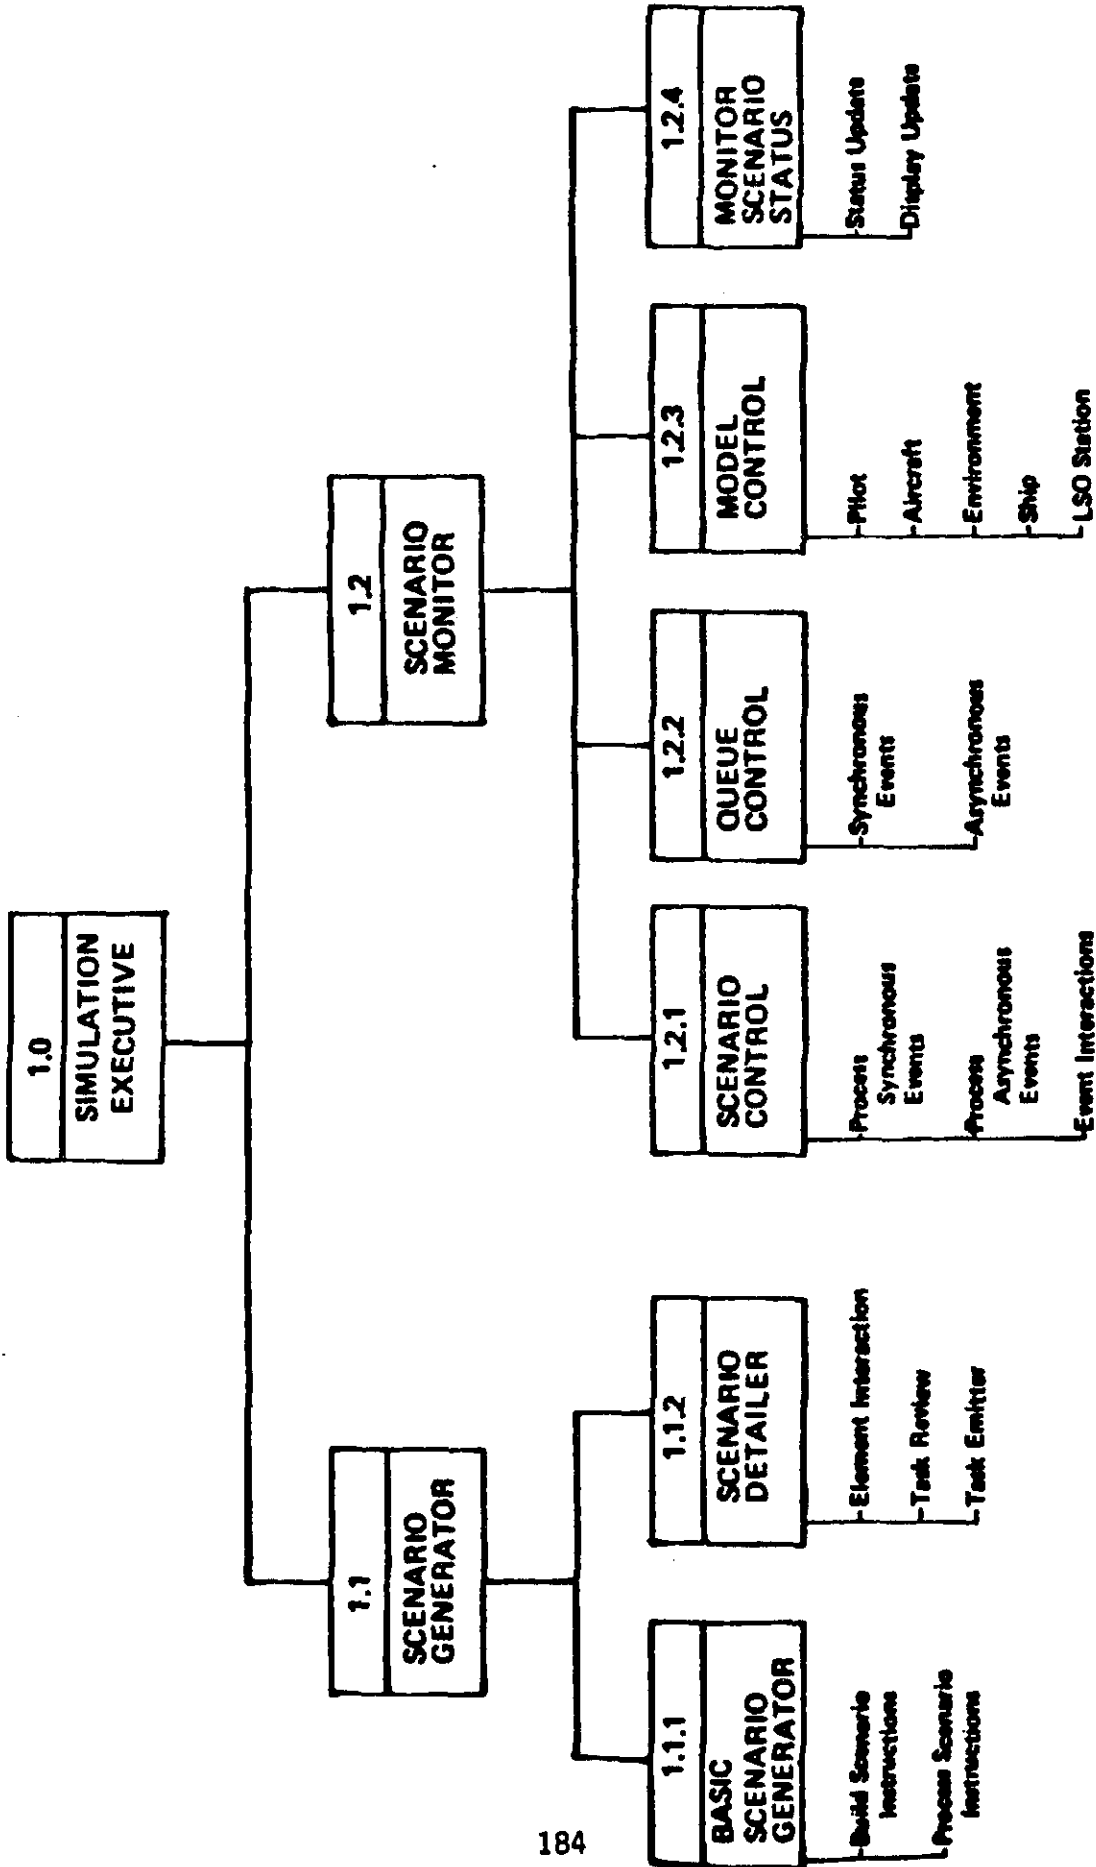 1.0
SIMULATION
EXECUTIVE
1.1
SCENARIO
GENERATOR
1.2
SCENARIO
MONITOR
1.1.1
BASIC
SCENARIO
GENERATOR
Build Scenario
Instructions
Process Scenario
Instructions
1.1.2
SCENARIO
DETAILER
Element Interaction
Task Review
Task Emitter
1.2.1
SCENARIO
CONTROL
Process
Synchronous
Events
Process
Asynchronous
Events
Event Interactions
1.2.2
QUEUE
CONTROL
Synchronous
Events
Asynchronous
Events
1.2.3
MODEL
CONTROL
Pilot
Aircraft
Environment
Ship
LSO Station
1.2.4
MONITOR
SCENARIO
STATUS
Status Update
Display Update
184